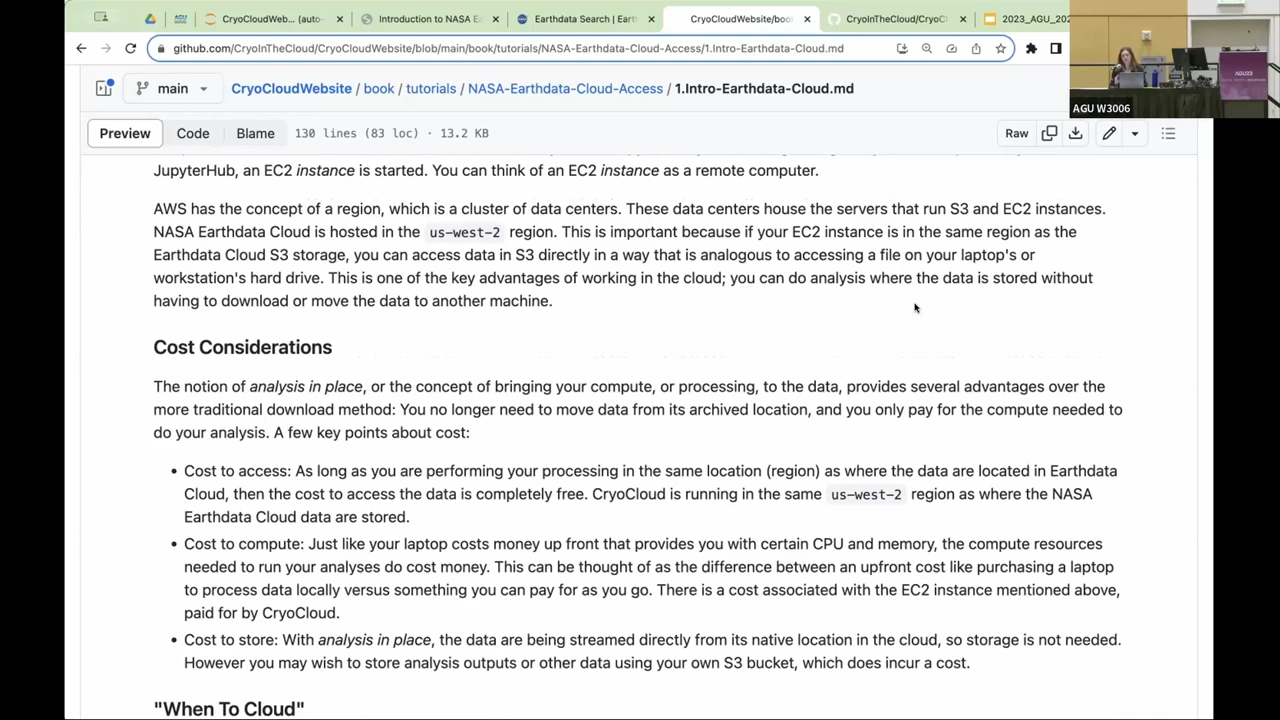 CryoCloudWeb... (auto-
Introduction to NASA Ea
Earthdata Search | Earth
CryoCloudWebsite/boo
CryoInTheCloud/CryoCl
2023_AGU_202
github.com/CryoInTheCloud/CryoCloudWebsite/blob/main/book/tutorials/NASA-Earthdata-Cloud-Access/1.Intro-Earthdata-Cloud.md
AGU23
AGU W3006
main
CryoCloudWebsite / book / tutorials / NASA-Earthdata-Cloud-Access / 1.Intro-Earthdata-Cloud.md
Preview Code Blame 130 lines (83 loc) · 13.2 KB Raw
JupyterHub, an EC2 instance is started. You can think of an EC2 instance as a remote computer.
AWS has the concept of a region, which is a cluster of data centers. These data centers house the servers that run S3 and EC2 instances.
NASA Earthdata Cloud is hosted in the us-west-2 region. This is important because if your EC2 instance is in the same region as the
Earthdata Cloud S3 storage, you can access data in S3 directly in a way that is analogous to accessing a file on your laptop's or
workstation's hard drive. This is one of the key advantages of working in the cloud; you can do analysis where the data is stored without
having to download or move the data to another machine.
Cost Considerations
The notion of analysis in place, or the concept of bringing your compute, or processing, to the data, provides several advantages over the
more traditional download method: You no longer need to move data from its archived location, and you only pay for the compute needed to
do your analysis. A few key points about cost:
• Cost to access: As long as you are performing your processing in the same location (region) as where the data are located in Earthdata
Cloud, then the cost to access the data is completely free. CryoCloud is running in the same us-west-2 region as where the NASA
Earthdata Cloud data are stored.
• Cost to compute: Just like your laptop costs money up front that provides you with certain CPU and memory, the compute resources
needed to run your analyses do cost money. This can be thought of as the difference between an upfront cost like purchasing a laptop
to process data locally versus something you can pay for as you go. There is a cost associated with the EC2 instance mentioned above,
paid for by CryoCloud.
• Cost to store: With analysis in place, the data are being streamed directly from its native location in the cloud, so storage is not needed.
However you may wish to store analysis outputs or other data using your own S3 bucket, which does incur a cost.
"When To Cloud"